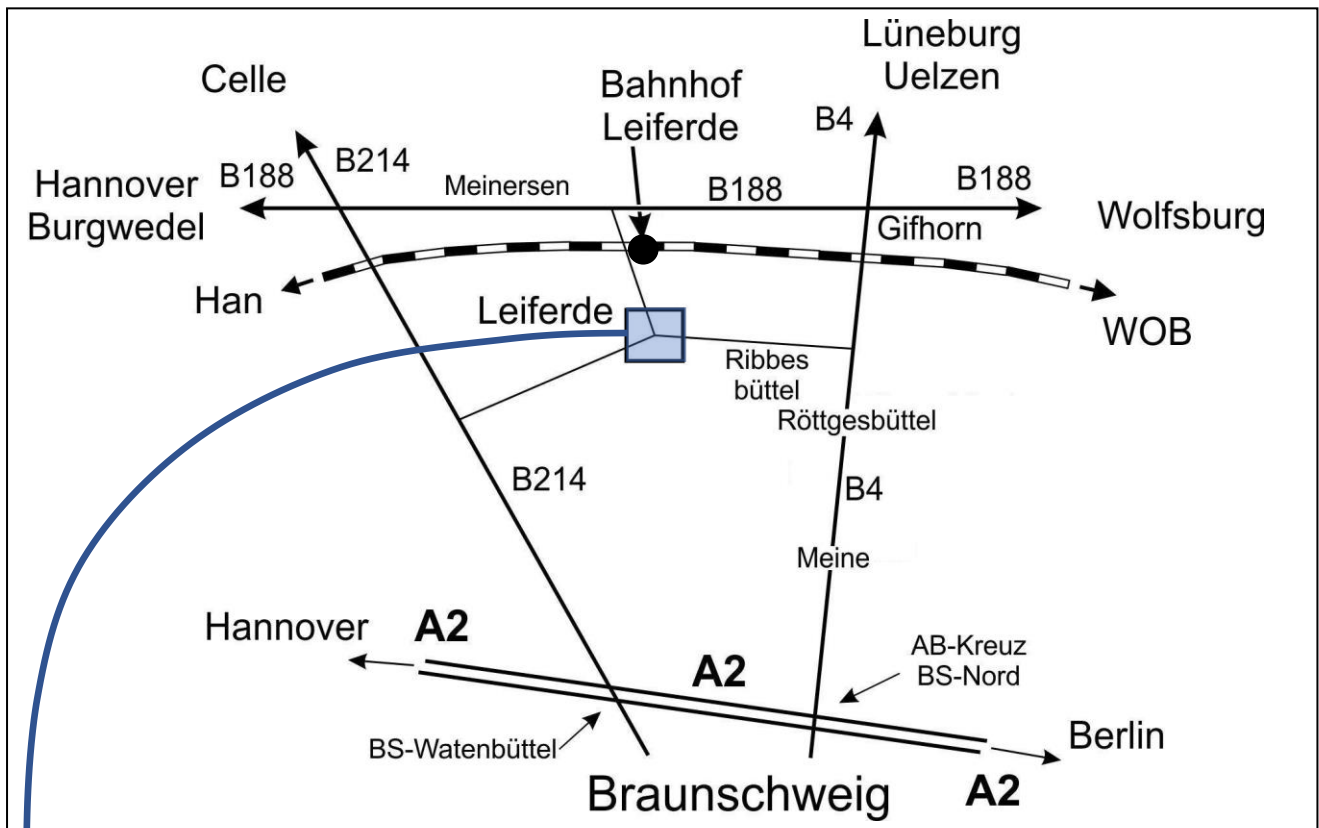 Lüneburg
Uelzen
Celle
Bahnhof
Leiferde
B4
B214
Hannover
Burgwedel
B188
Meinersen
B188
B188
Wolfsburg
Gifhorn
Han
WOB
Leiferde
Ribbes
büttel
Röttgesbüttel
B214
B4
Meine
Hannover
A2
A2
AB-Kreuz
BS-Nord
BS-Watenbüttel
Berlin
Braunschweig
A2